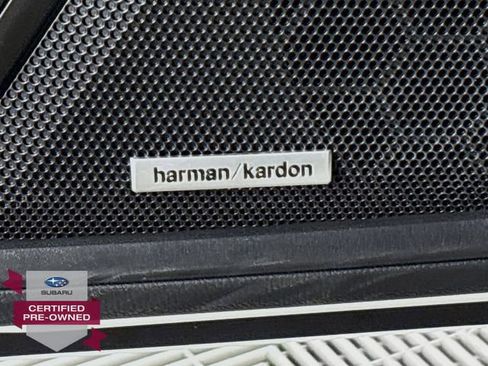 harman/kardon
SUBARU
CERTIFIED
PRE-OWNED